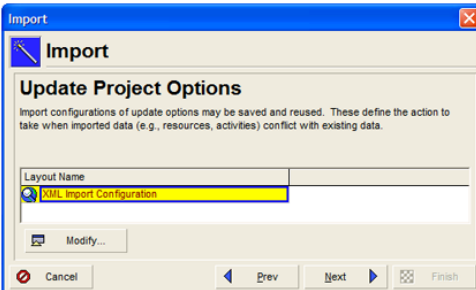 Import
Import
Update Project Options
Import configurations of update options may be saved and reused. These define the action to
take when imported data (e.g., resources, activities) conflict with existing data.
Layout Name
XML Import Configuration
Modify...
Cancel
Prev
Next
Finish